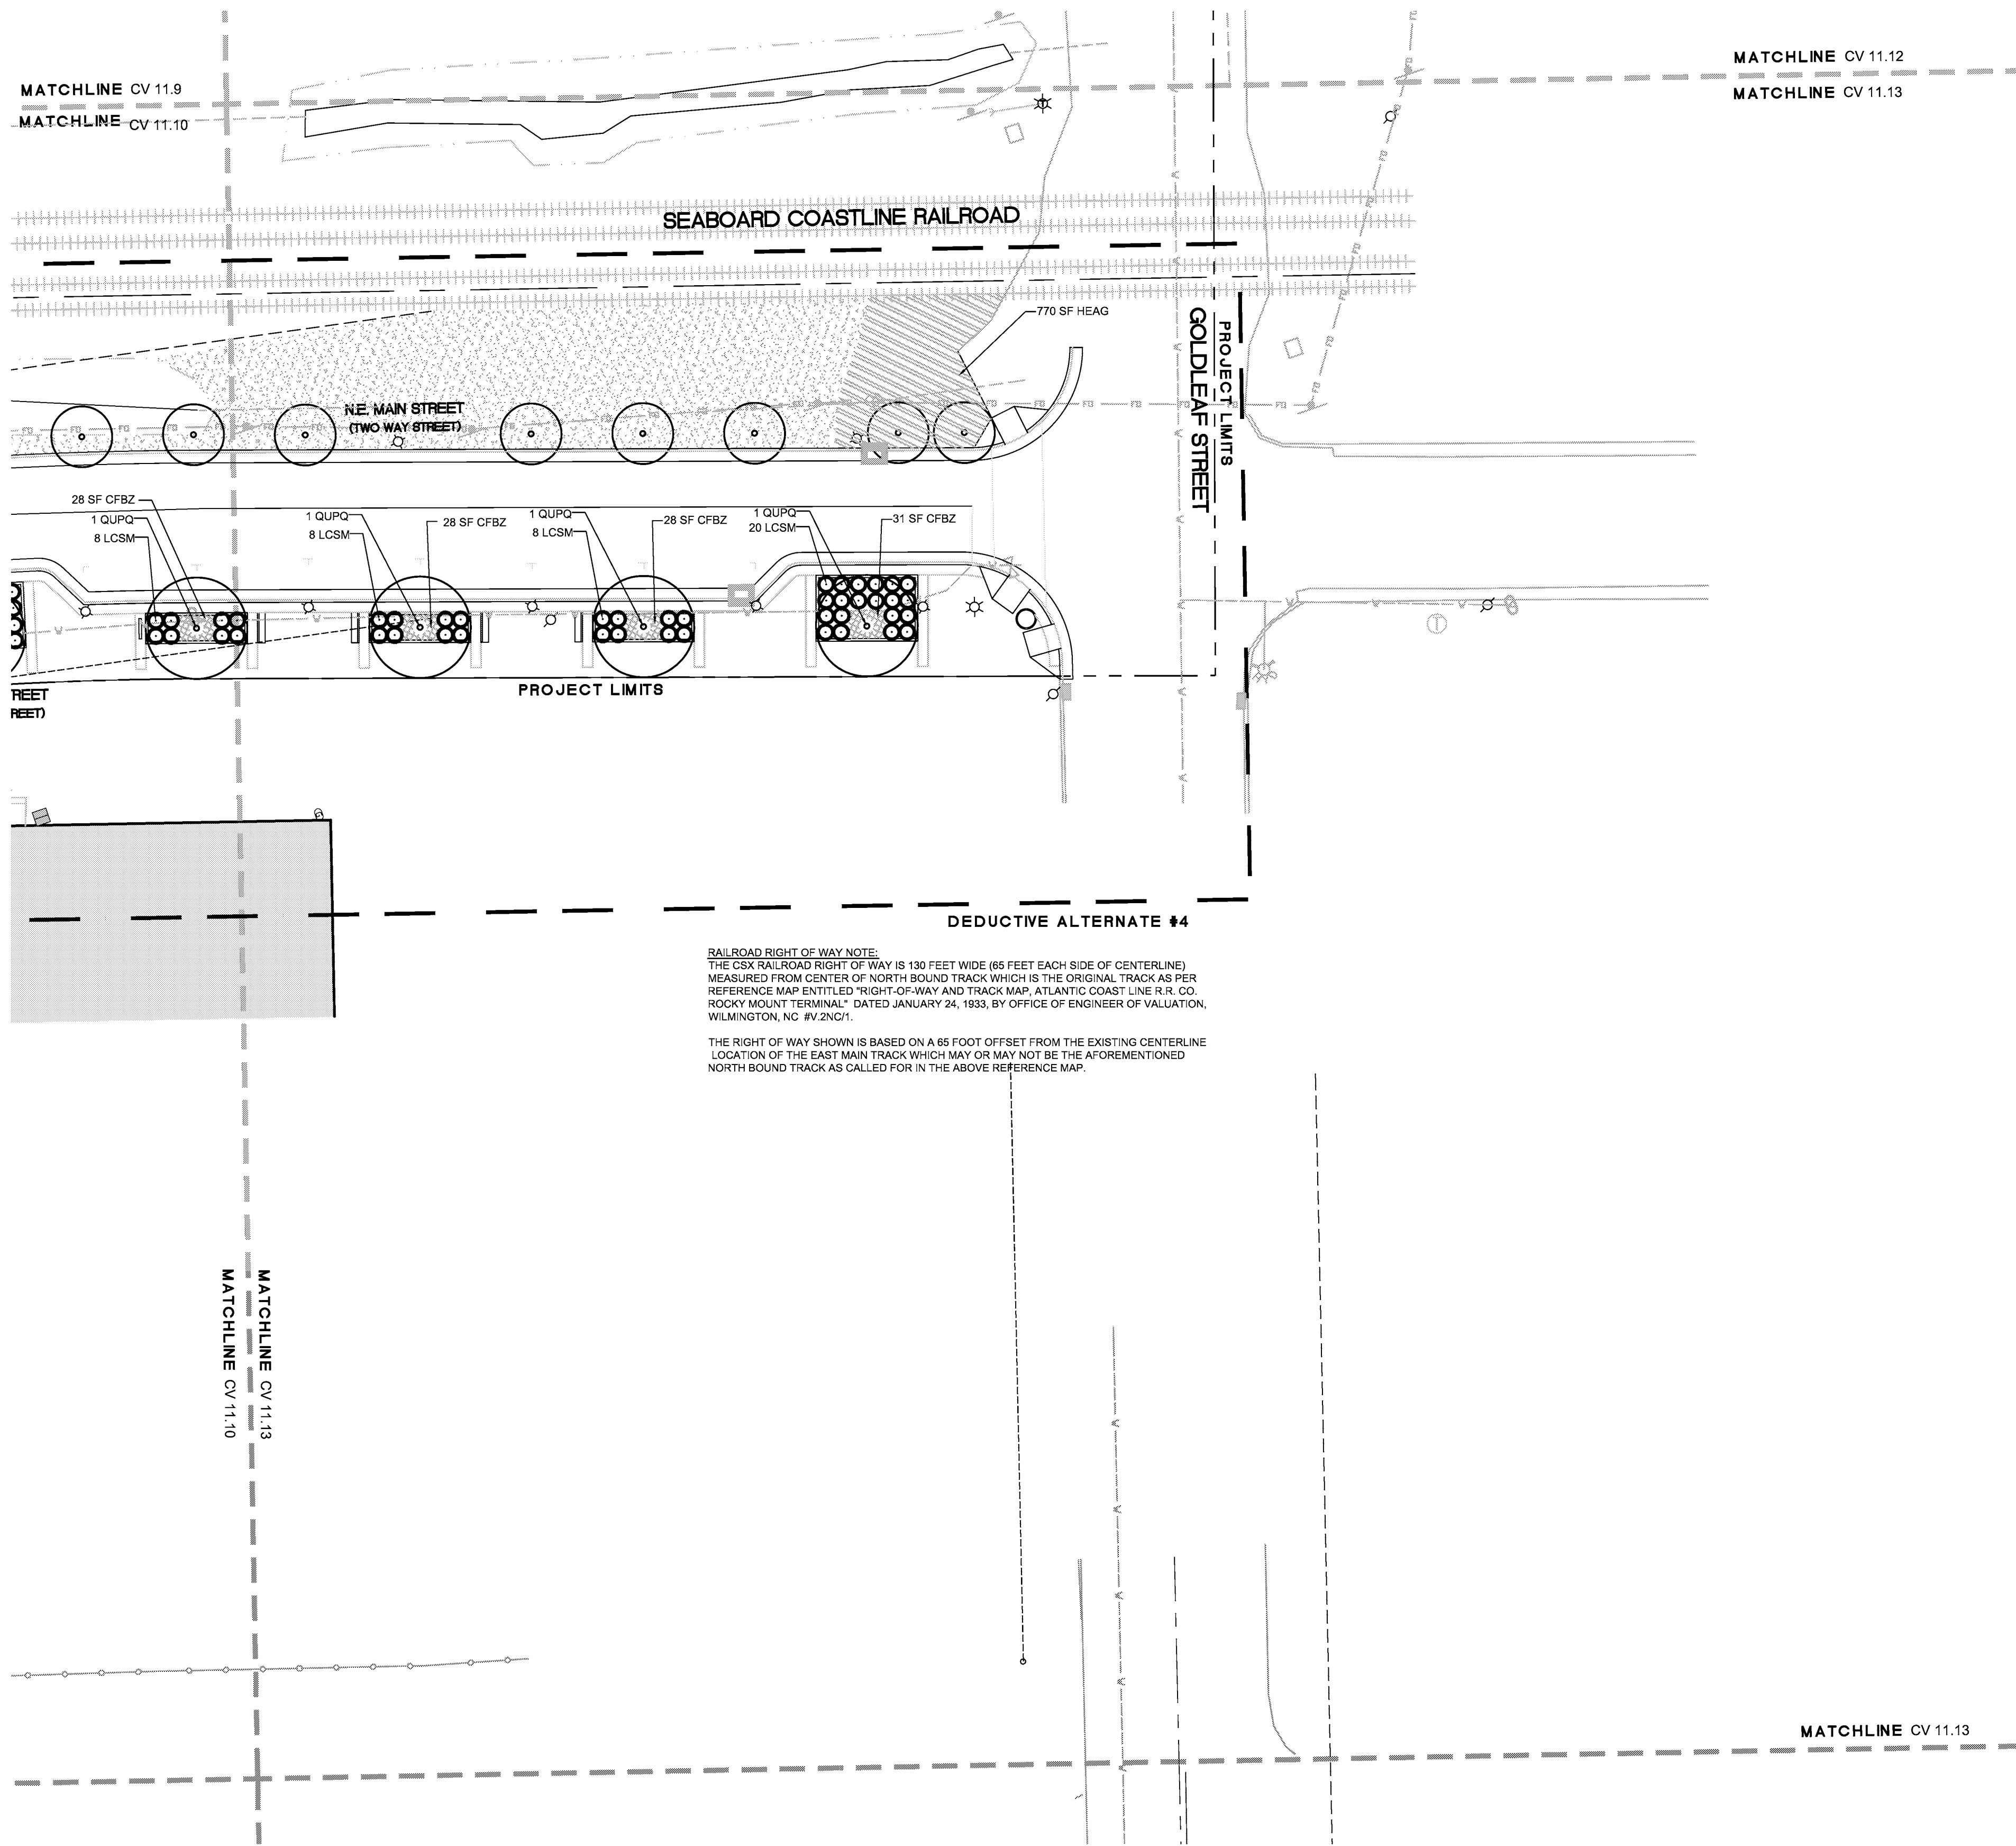 MATCHLINE CV 11.9
MATCHLINE CV 11.10
MATCHLINE CV 11.12
MATCHLINE CV 11.13
SEABOARD COASTLINE RAILROAD
770 SF HEAG
PROJECT LIMITS
GOLDLEAF STREET
N.E. MAIN STREET
(TWO WAY STREET)
28 SF CFBZ
1 QUPQ
8 LCSM
1 QUPQ
8 LCSM
28 SF CFBZ
1 QUPQ
8 LCSM
28 SF CFBZ
1 QUPQ
20 LCSM
31 SF CFBZ
PROJECT LIMITS
REET
REET)
DEDUCTIVE ALTERNATE #4
RAILROAD RIGHT OF WAY NOTE:
THE CSX RAILROAD RIGHT OF WAY IS 130 FEET WIDE (65 FEET EACH SIDE OF CENTERLINE)
MEASURED FROM CENTER OF NORTH BOUND TRACK WHICH IS THE ORIGINAL TRACK AS PER
REFERENCE MAP ENTITLED "RIGHT-OF-WAY AND TRACK MAP, ATLANTIC COAST LINE R.R. CO.
ROCKY MOUNT TERMINAL" DATED JANUARY 24, 1933, BY OFFICE OF ENGINEER OF VALUATION,
WILMINGTON, NC #V.2NC/1.
THE RIGHT OF WAY SHOWN IS BASED ON A 65 FOOT OFFSET FROM THE EXISTING CENTERLINE
LOCATION OF THE EAST MAIN TRACK WHICH MAY OR MAY NOT BE THE AFOREMENTIONED
NORTH BOUND TRACK AS CALLED FOR IN THE ABOVE REFERENCE MAP.
MATCHLINE CV 11.13
MATCHLINE CV 11.10
MATCHLINE CV 11.13